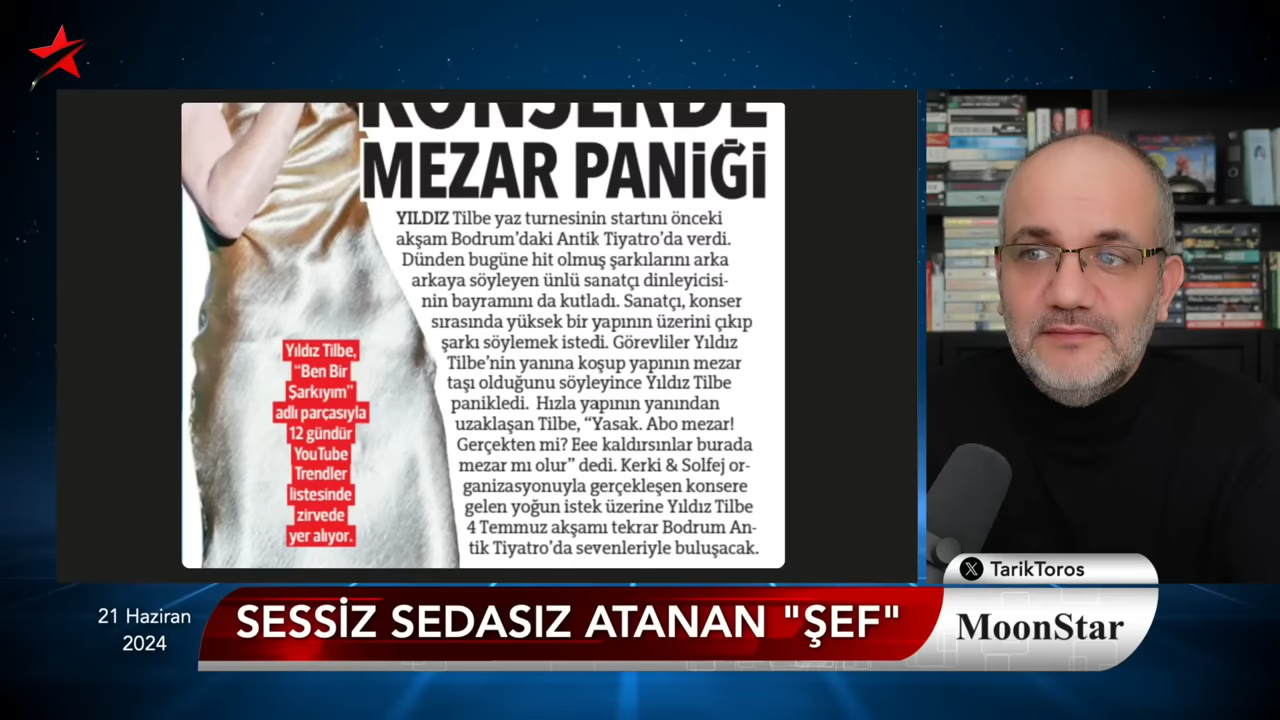 KONSERDE
MEZAR PANİĞİ
YILDIZ Tilbe yaz turnesinin startını önceki
akşam Bodrum'daki Antik Tiyatro'da verdi.
Dünden bugüne hit olmuş şarkılarını arka
arkaya söyleyen ünlü sanatçı dinleyicisi-
nin bayramını da kutladı. Sanatçı, konser
sırasında yüksek bir yapının üzerini çıkıp
şarkı söylemek istedi. Görevliler Yıldız
Tilbe'nin yanına koşup yapının mezar
taşı olduğunu söyleyince Yıldız Tilbe
panikledi. Hızla yapının yanından
uzaklaşan Tilbe, "Yasak. Abo mezar!
Gerçekten mi? Eee kaldırsınlar burada
mezar mı olur" dedi. Kerki & Solfej or-
ganizasyonuyla gerçekleşen konsere
gelen yoğun istek üzerine Yıldız Tilbe
4 Temmuz akşamı tekrar Bodrum An-
tik Tiyatro'da sevenleriyle buluşacak.
Yıldız Tilbe,
"Ben Bir
Şarkıyım"
adlı parçasıyla
12 gündür
YouTube
Trendler
listesinde
zirvede
yer alıyor.
X TarikToros
MoonStar
21 Haziran
2024
SESSİZ SEDASIZ ATANAN "ŞEF"